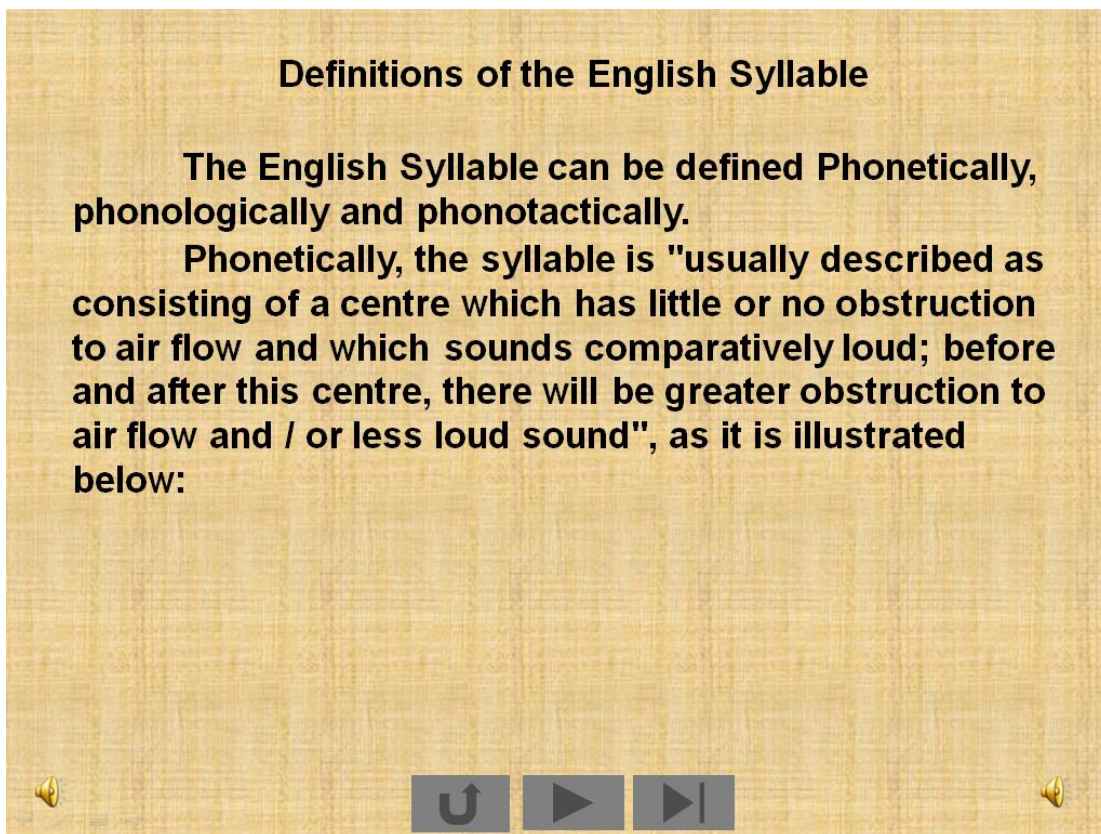 Definitions of the English Syllable
The English Syllable can be defined Phonetically,
phonologically and phonotactically.
Phonetically, the syllable is "usually described as
consisting of a centre which has little or no obstruction
to air flow and which sounds comparatively loud; before
and after this centre, there will be greater obstruction to
air flow and / or less loud sound", as it is illustrated
below: